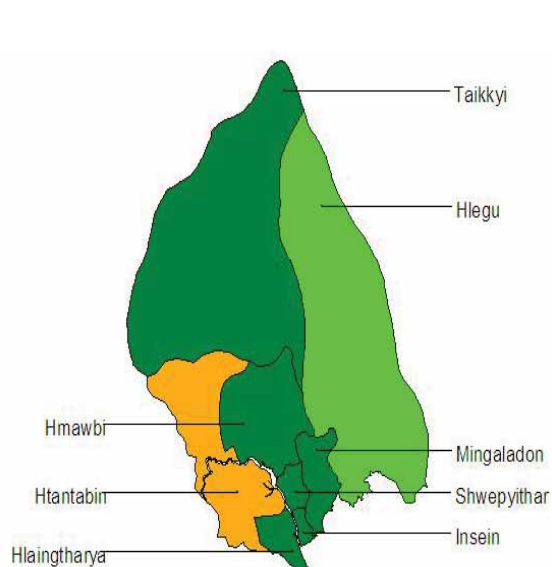 Taikkyi
Hlegu
Hmawbi
Mingaladon
Htantabin
Shwepyithar
Insein
Hlaingtharya